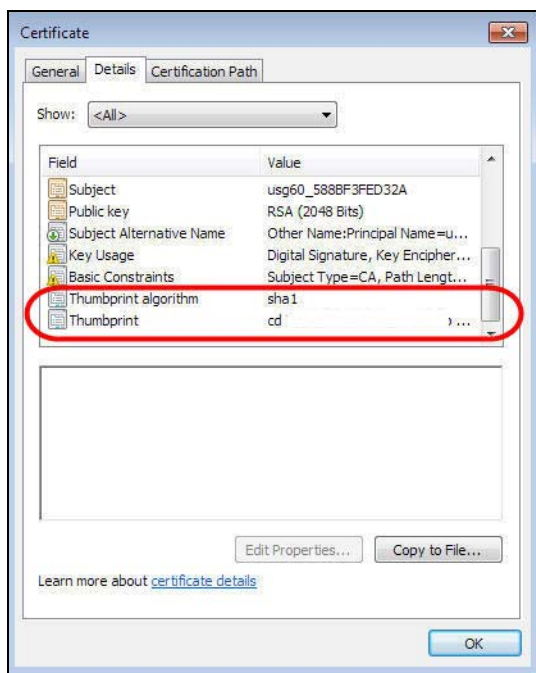 Certificate
General Details Certification Path
Show: <All>
Field Value
Subject usg60_588BF3FED32A
Public key RSA (2048 Bits)
Subject Alternative Name Other Name:Principal Name=u...
Key Usage Digital Signature, Key Encipher...
Basic Constraints Subject Type=CA, Path Lengt...
Thumbprint algorithm sha1
Thumbprint cd ...
Edit Properties... Copy to File...
Learn more about certificate details
OK